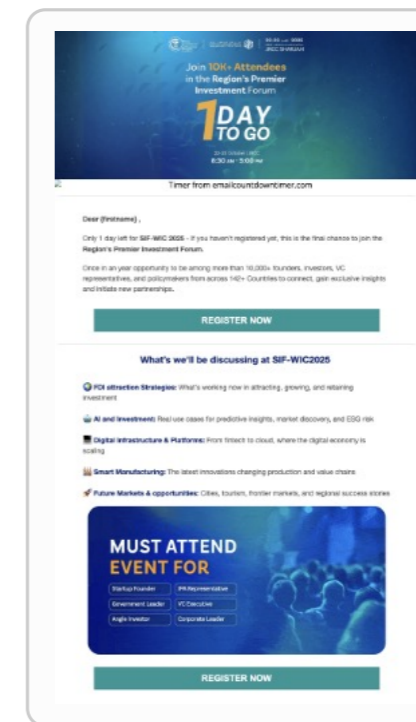 Join 10K+ Attendees
in the Region's Premier
Investment Forum
1 DAY
TO GO
8:30 AM - 5:00 PM
Timer from emailcountdowntimer.com
Dear {firstname} ,
Only 1 day left for SIF-WIC 2025 - If you haven't registered yet, this is the final chance to join the
Region's Premier Investment Forum.
Once in an year opportunity to be among more than 10,000+ founders, investors, VC
representatives, and policymakers from across 142+ Countries to connect, gain exclusive insights
and initiate new partnerships.
REGISTER NOW
What's we'll be discussing at SIF-WIC2025
FDI attraction Strategies: What's working now in attracting, growing, and retaining
investment
AI and Investment: Real use cases for predictive insights, market discovery, and ESG risk
Digital Infrastructure & Platforms: From fintech to cloud, where the digital economy is
scaling
Smart Manufacturing: The latest innovations changing production and value chains
Future Markets & opportunities: Cities, tourism, frontier markets, and regional success stories
MUST ATTEND
EVENT FOR
Startup Founder
IPA Representative
Government Leader
VC Executive
Angle Investor
Corporate Leader
REGISTER NOW